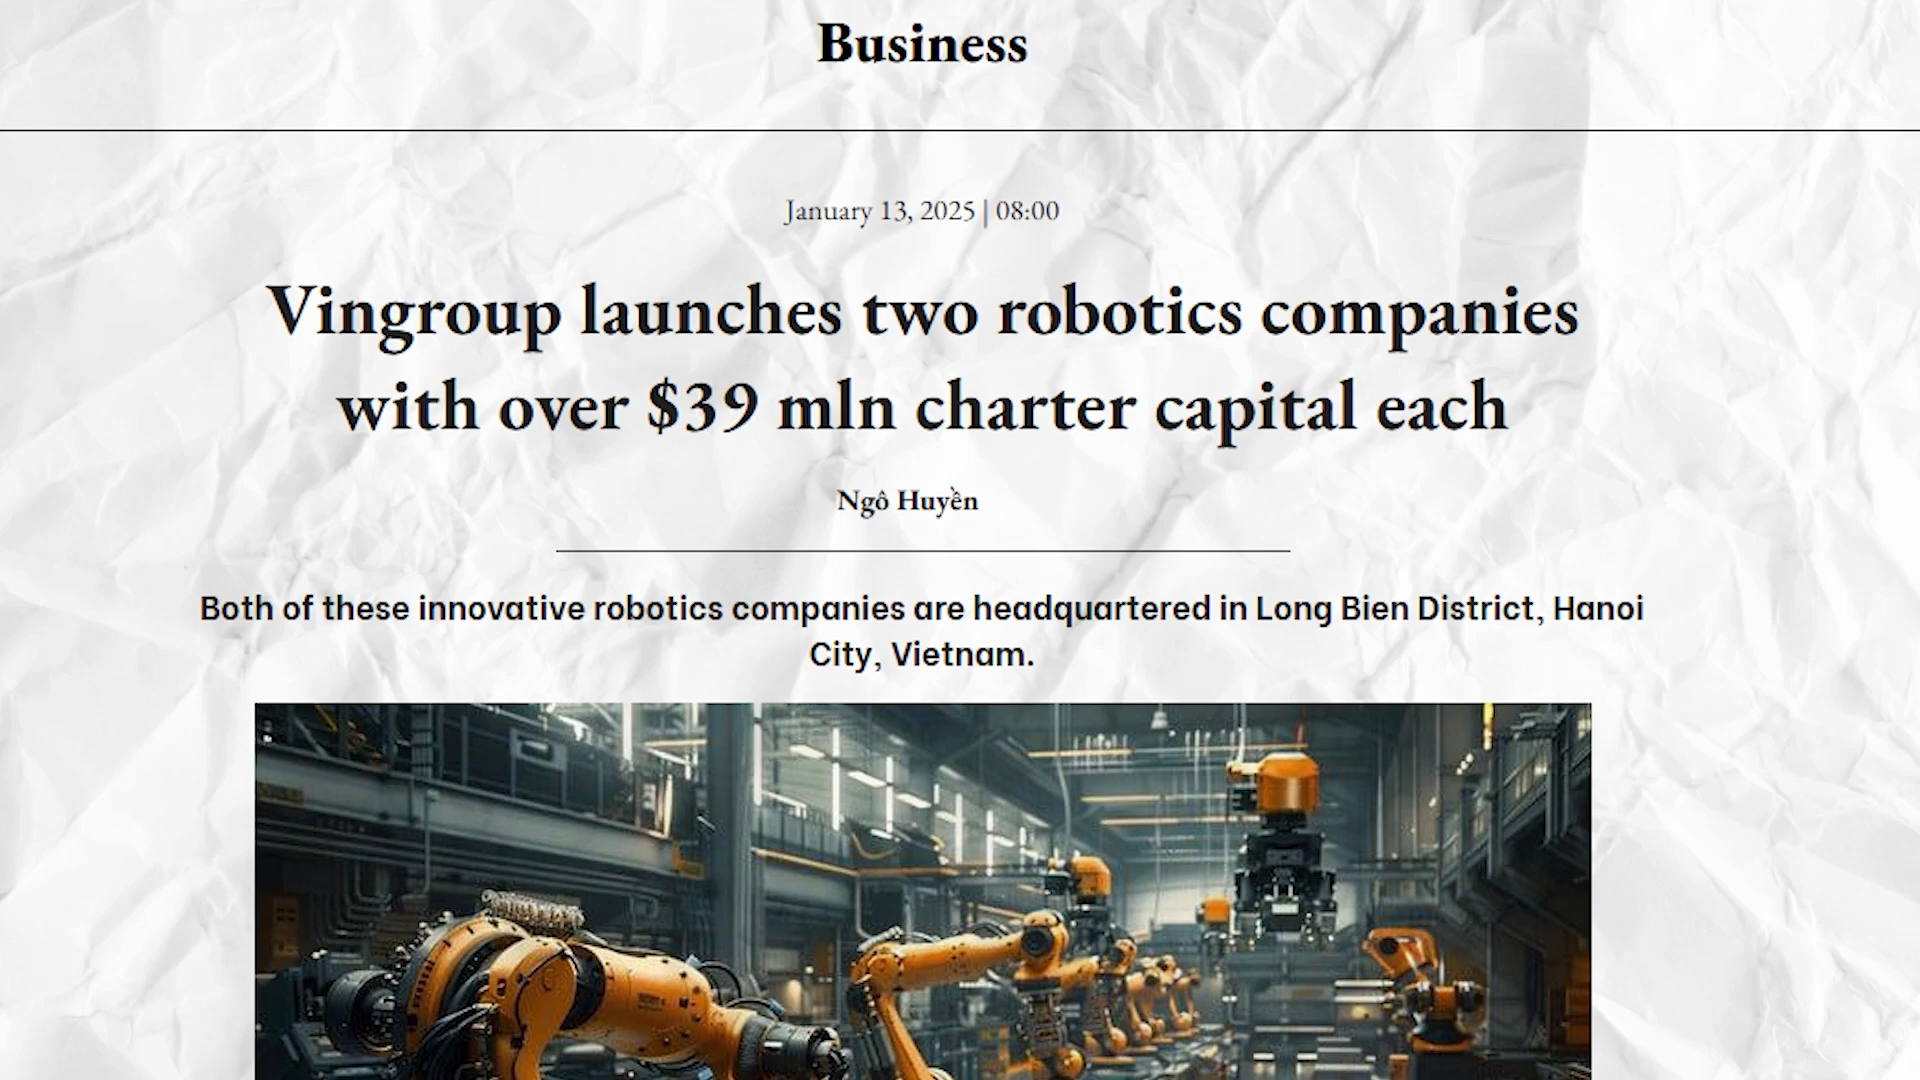 Business
January 13, 2025 | 08:00
Vingroup launches two robotics companies
with over $39 mln charter capital each
Ngô Huyền
Both of these innovative robotics companies are headquartered in Long Bien District, Hanoi
City, Vietnam.